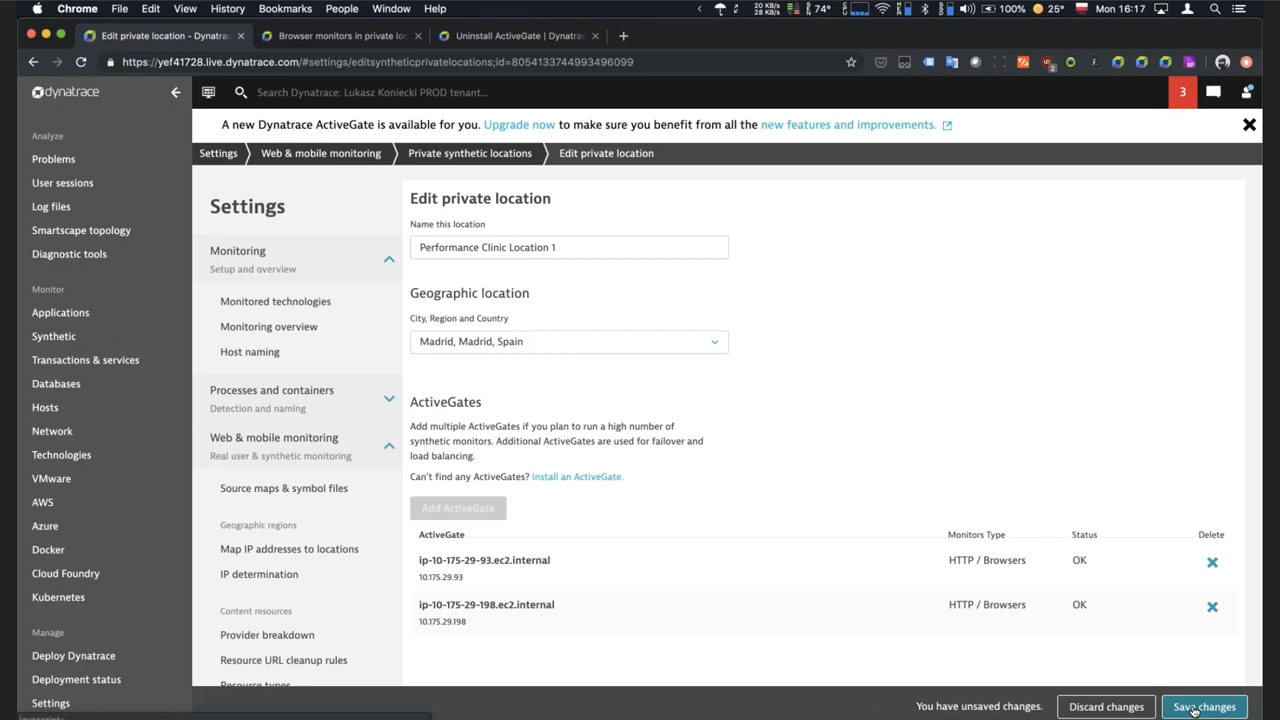 Chrome File Edit View History Bookmarks People Window Help
20 KB/s
28 KB/s
74°
100%
25°
Mon 16:17
Edit private location - Dynatrac
Browser monitors in private loc
Uninstall ActiveGate | Dynatrac
https://yef41728.live.dynatrace.com/#settings/editsyntheticprivatelocations;id=8054133744993496099
dynatrace
Search Dynatrace: Lukasz Koniecki PROD tenant...
3
A new Dynatrace ActiveGate is available for you. Upgrade now to make sure you benefit from all the new features and improvements.
Settings Web & mobile monitoring Private synthetic locations Edit private location
Analyze
Problems
User sessions
Log files
Smartscape topology
Diagnostic tools
Monitor
Applications
Synthetic
Transactions & services
Databases
Hosts
Network
Technologies
VMware
AWS
Azure
Docker
Cloud Foundry
Kubernetes
Manage
Deploy Dynatrace
Deployment status
Settings
Settings
Monitoring
Setup and overview
Monitored technologies
Monitoring overview
Host naming
Processes and containers
Detection and naming
Web & mobile monitoring
Real user & synthetic monitoring
Source maps & symbol files
Geographic regions
Map IP addresses to locations
IP determination
Content resources
Provider breakdown
Resource URL cleanup rules
Resource types
Edit private location
Name this location
Performance Clinic Location 1
Geographic location
City, Region and Country
Madrid, Madrid, Spain
ActiveGates
Add multiple ActiveGates if you plan to run a high number of
synthetic monitors. Additional ActiveGates are used for failover and
load balancing.
Can't find any ActiveGates? Install an ActiveGate.
Add ActiveGate
ActiveGate Monitors Type Status Delete
ip-10-175-29-93.ec2.internal HTTP / Browsers OK
10.175.29.93
ip-10-175-29-198.ec2.internal HTTP / Browsers OK
10.175.29.198
You have unsaved changes. Discard changes Save changes